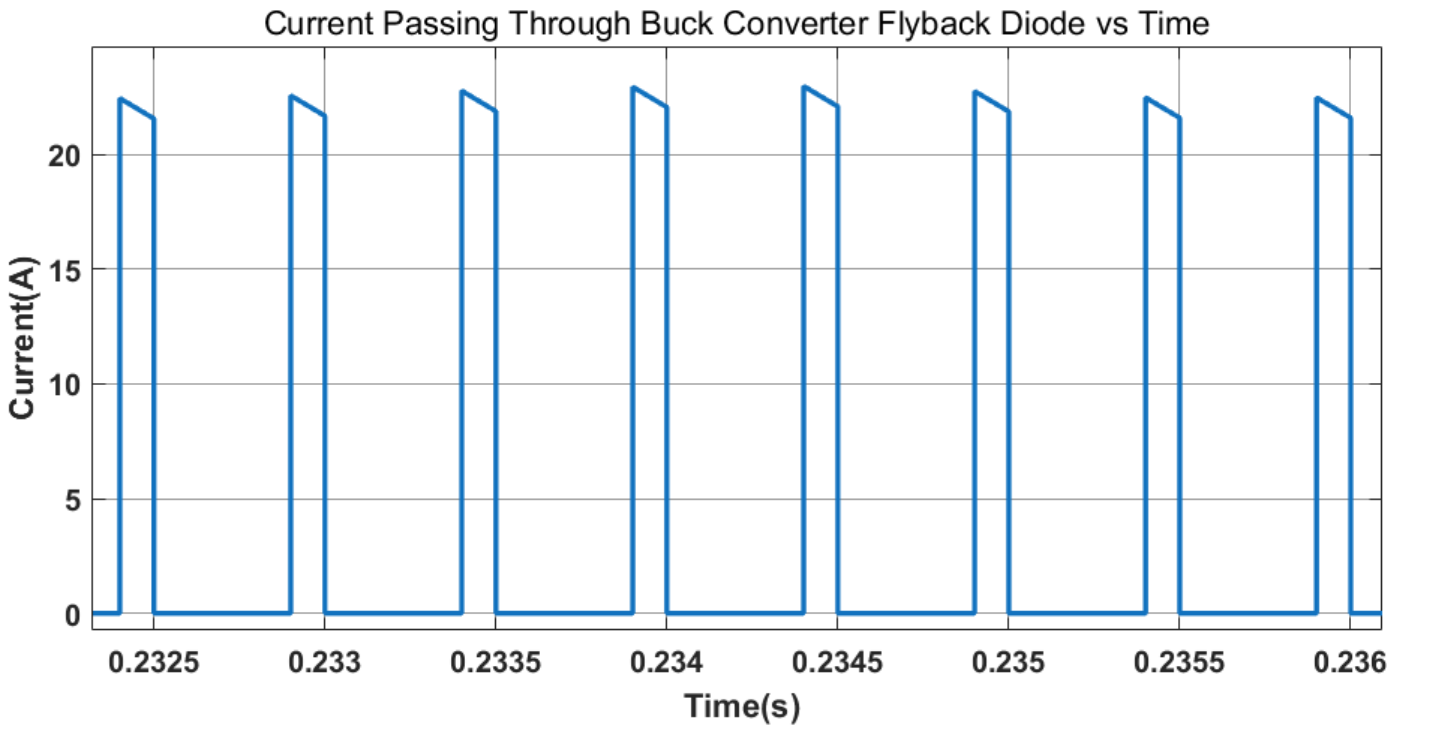 Current Passing Through Buck Converter Flyback Diode vs Time
Current(A)
20
15
10
5
0
0.2325 0.233 0.2335 0.234 0.2345 0.235 0.2355 0.236
Time(s)